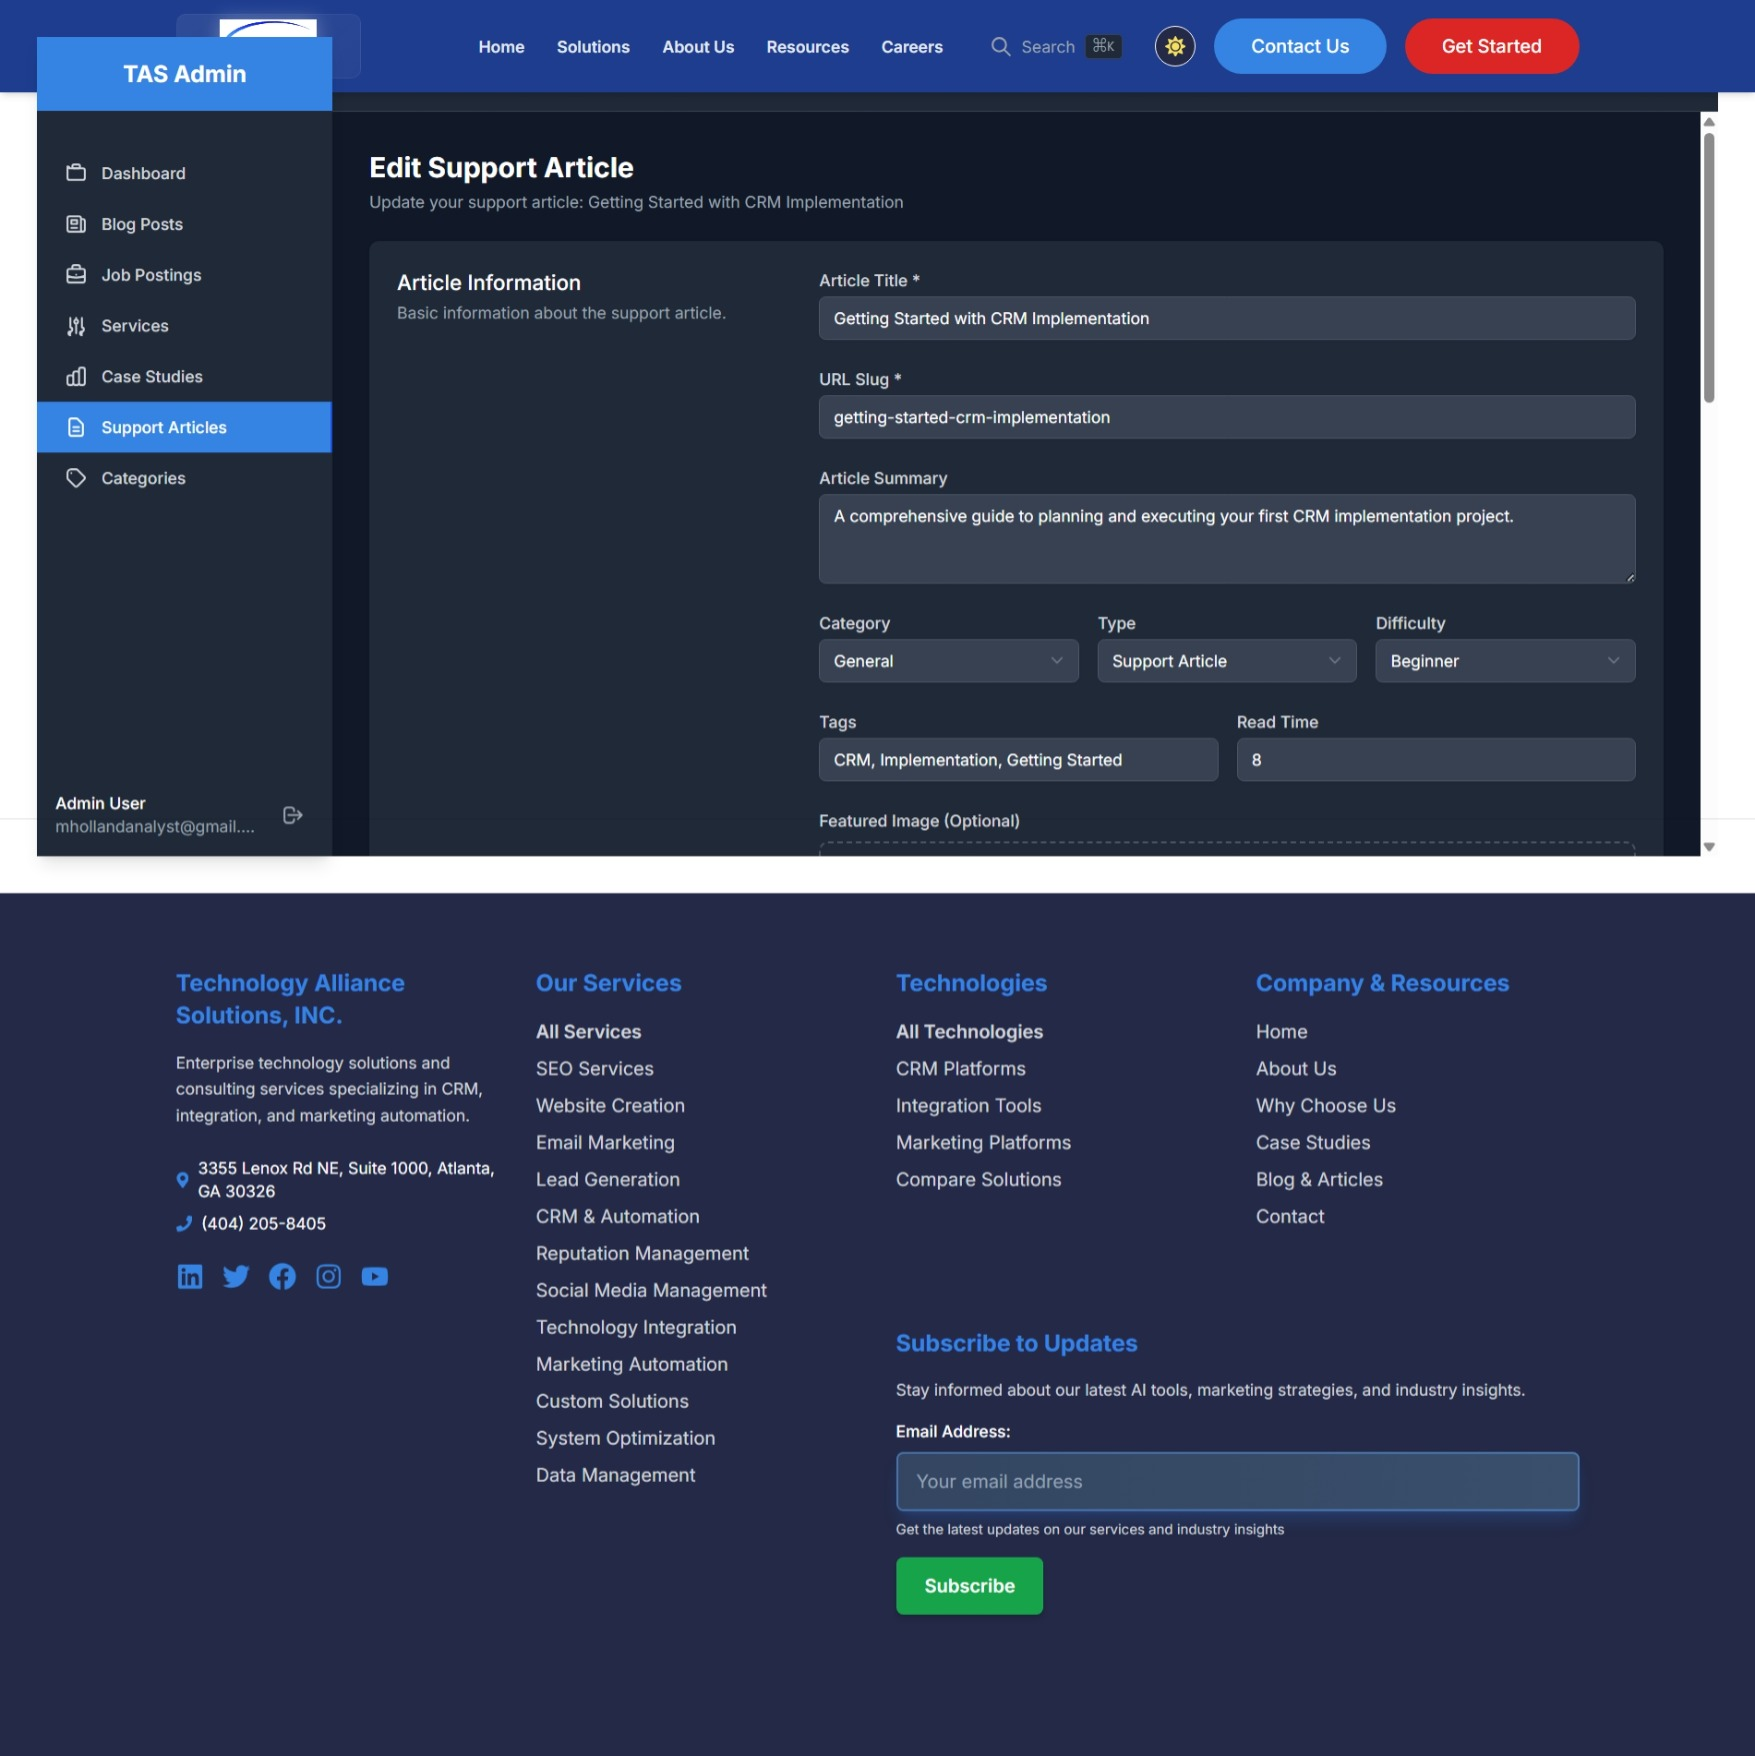 Home
Solutions
About Us
Resources
Careers
Search ⌘K
Contact Us
Get Started
TAS Admin
Dashboard
Blog Posts
Job Postings
Services
Case Studies
Support Articles
Categories
Admin User
mhollandanalyst@gmail....
Edit Support Article
Update your support article: Getting Started with CRM Implementation
Article Information
Basic information about the support article.
Article Title *
Getting Started with CRM Implementation
URL Slug *
getting-started-crm-implementation
Article Summary
A comprehensive guide to planning and executing your first CRM implementation project.
Category
General
Type
Support Article
Difficulty
Beginner
Tags
CRM, Implementation, Getting Started
Read Time
8
Featured Image (Optional)
Technology Alliance
Solutions, INC.
Enterprise technology solutions and
consulting services specializing in CRM,
integration, and marketing automation.
3355 Lenox Rd NE, Suite 1000, Atlanta,
GA 30326
(404) 205-8405
Our Services
All Services
SEO Services
Website Creation
Email Marketing
Lead Generation
CRM & Automation
Reputation Management
Social Media Management
Technology Integration
Marketing Automation
Custom Solutions
System Optimization
Data Management
Technologies
All Technologies
CRM Platforms
Integration Tools
Marketing Platforms
Compare Solutions
Company & Resources
Home
About Us
Why Choose Us
Case Studies
Blog & Articles
Contact
Subscribe to Updates
Stay informed about our latest AI tools, marketing strategies, and industry insights.
Email Address:
Your email address
Get the latest updates on our services and industry insights
Subscribe